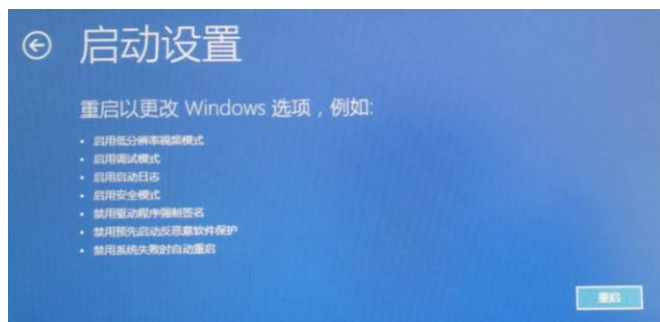 启动设置
重启以更改 Windows 选项，例如:
启用低分辨率视频模式
启用调试模式
启用启动日志
启用安全模式
禁用驱动程序强制签名
禁用预先启动反恶意软件保护
禁用系统失败时自动重启
重启